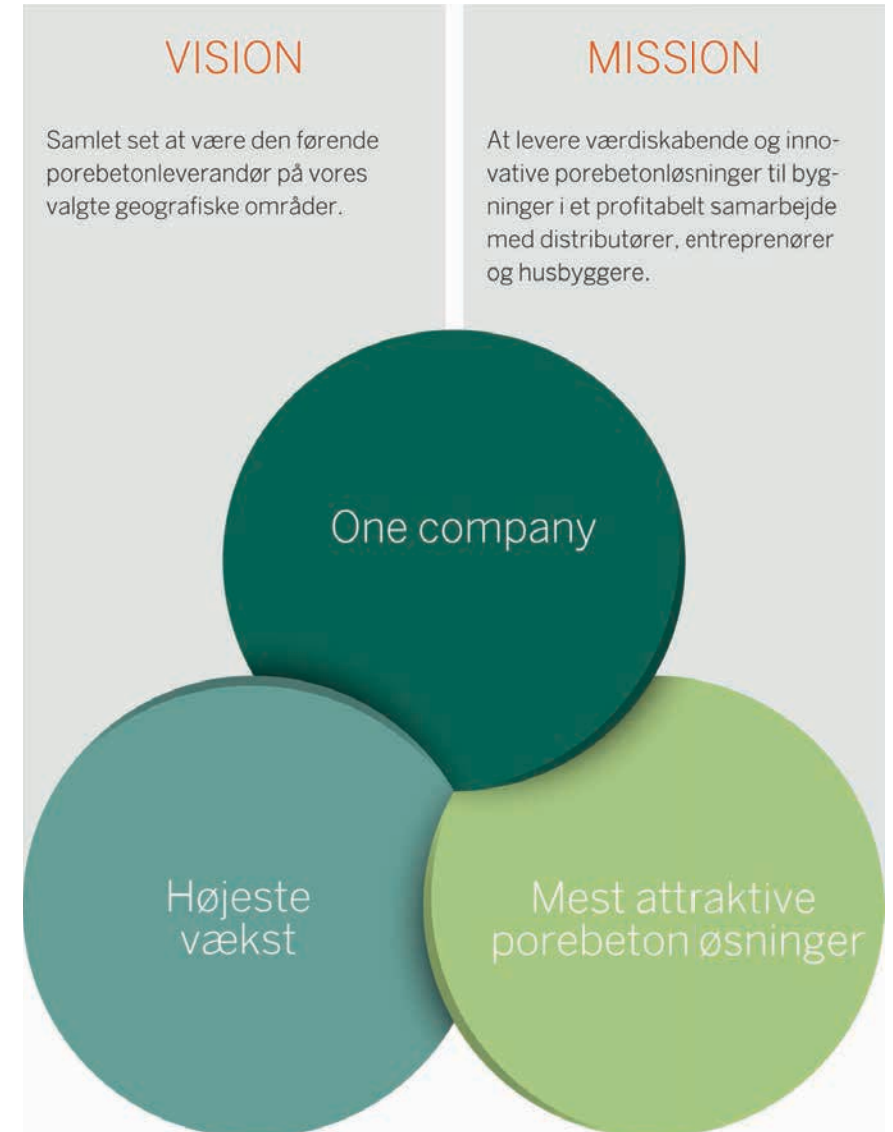 VISION
Samlet set at være den førende
porebetonleverandør på vores
valgte geografiske områder.
MISSION
At levere værdiskabende og inno-
vative porebetonløsninger til byg-
ninger i et profitabelt samarbejde
med distributører, entreprenører
og husbyggere.
One company
Højeste
vækst
Mest attraktive
porebeton øsninger